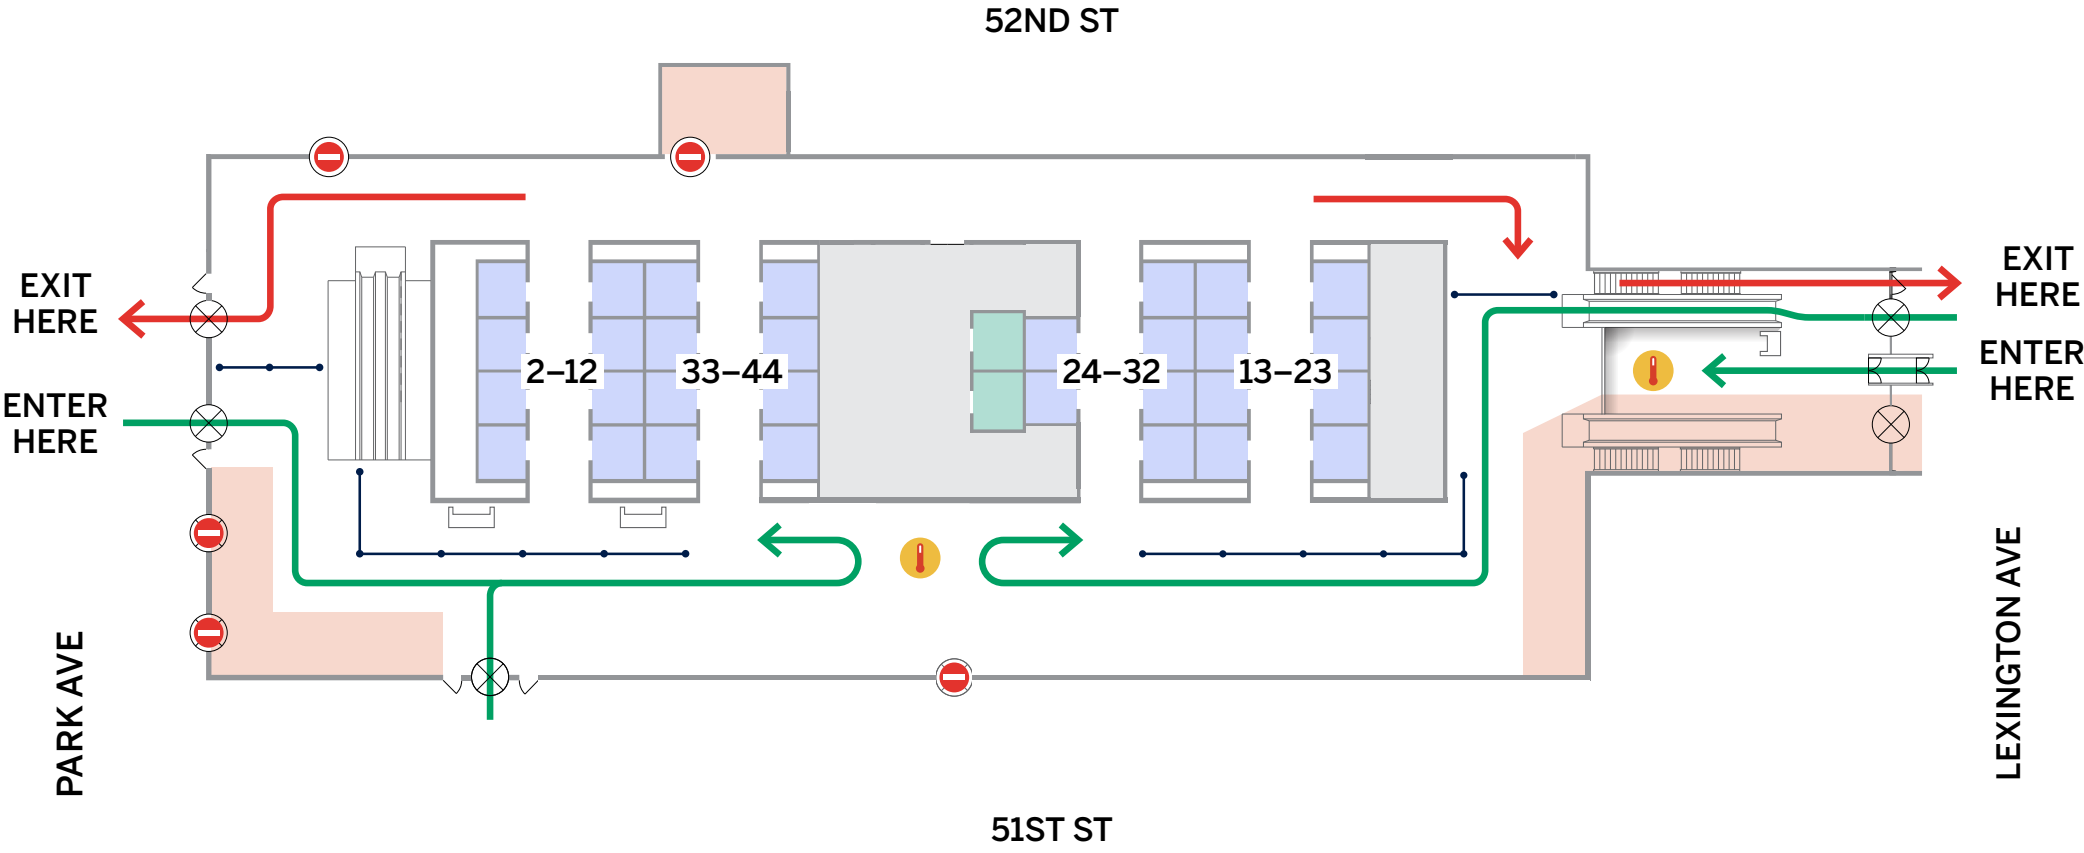 52ND ST
EXIT
HERE
EXIT
HERE
2–12
33–44
24–32
13–23
ENTER
HERE
ENTER
HERE
PARK AVE
LEXINGTON AVE
51ST ST